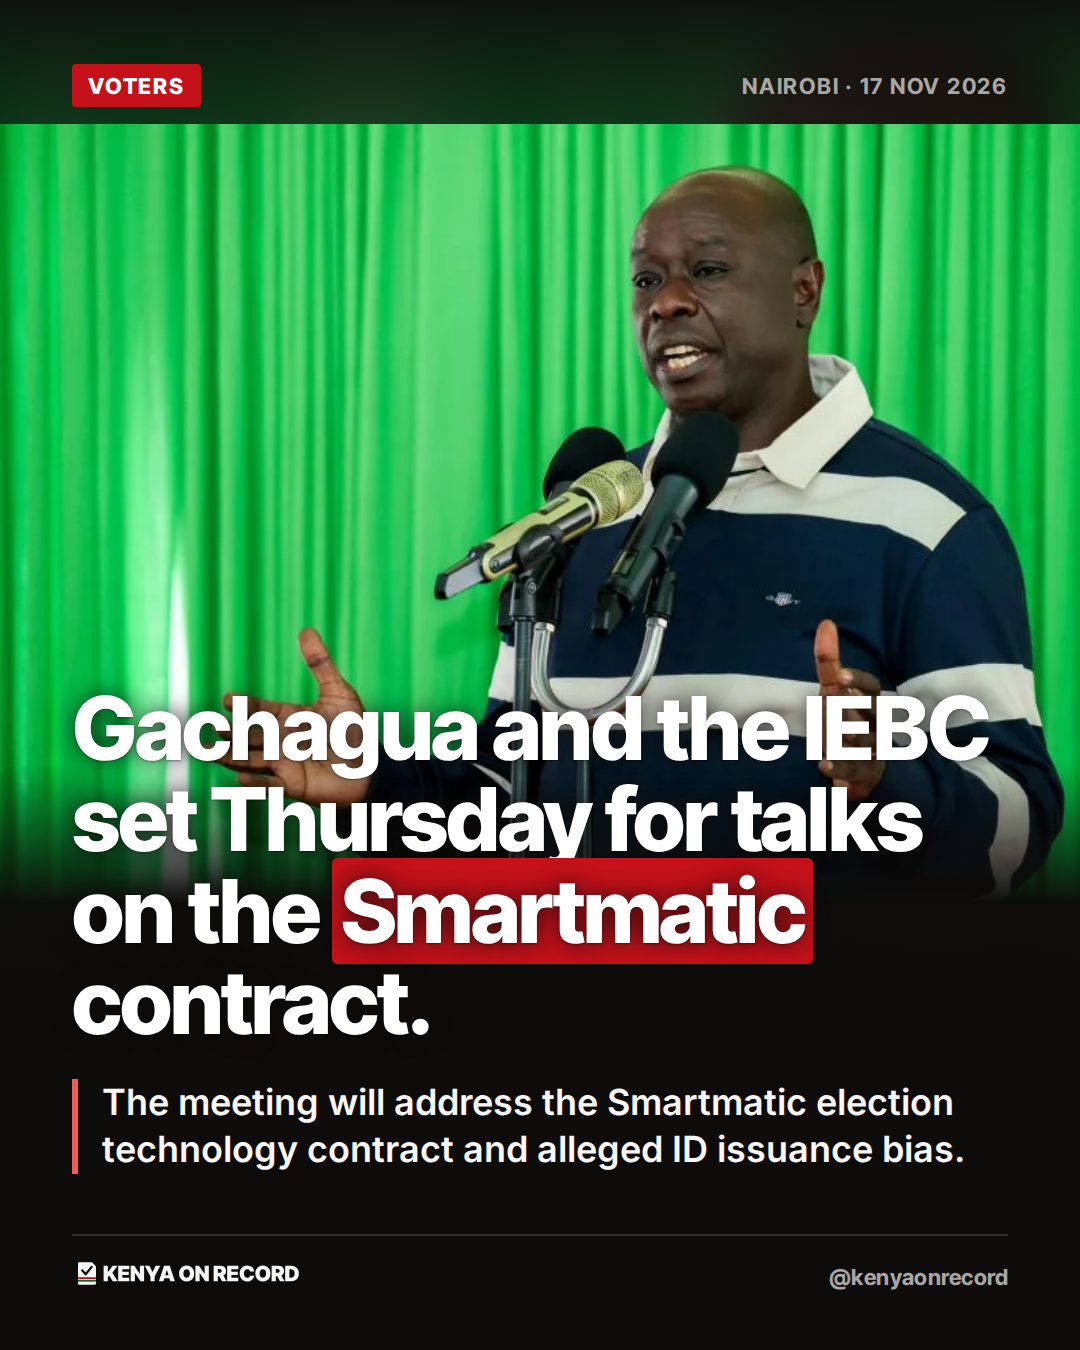 VOTERS
NAIROBI · 17 NOV 2026
Gachagua and the IEBC
set Thursday for talks
on the Smartmatic
contract.
The meeting will address the Smartmatic election
technology contract and alleged ID issuance bias.
KENYA ON RECORD
@kenyaonrecord